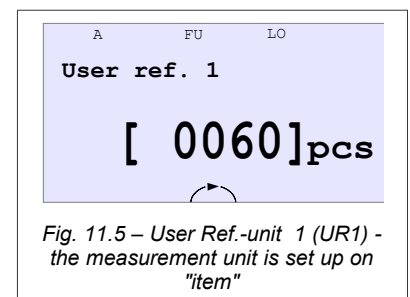 A FU LO
User ref. 1
[ 0060]pcs
Fig. 11.5 – User Ref.-unit 1 (UR1) -
the measurement unit is set up on
"item"